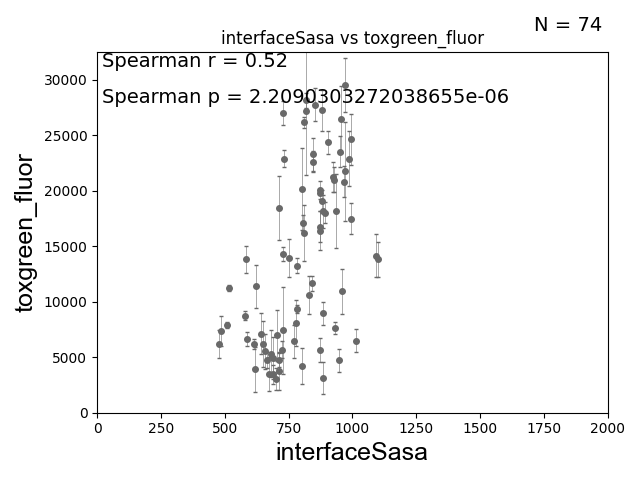 N = 74
interfaceSasa vs toxgreen_fluor
Spearman r = 0.52
Spearman p = 2.2090303272038655e-06
toxgreen_fluor
30000
25000
20000
15000
10000
5000
0
0 250 500 750 1000 1250 1500 1750 2000
interfaceSasa